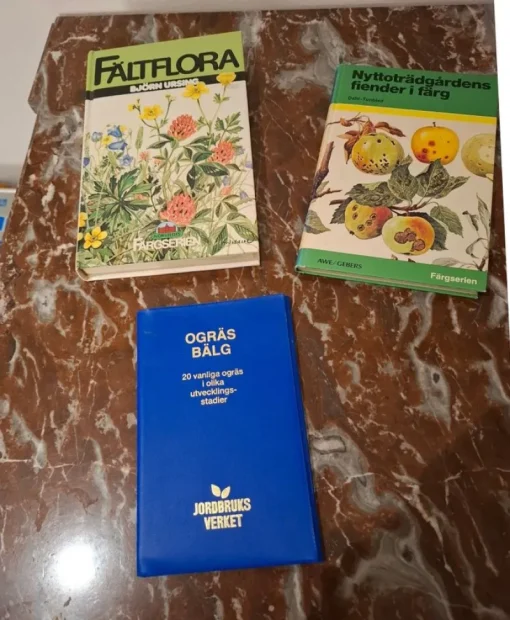 FÄLTFLORA
BJÖRN URSING
FÄRGSERIEN
Nyttoträdgårdens
fiender i färg
AWE/GEBERS
Färgserien
OGRÄS
BÄLG
20 vanliga ogräs
i olika
utvecklings-
stadier
JORDBRUKS
VERKET